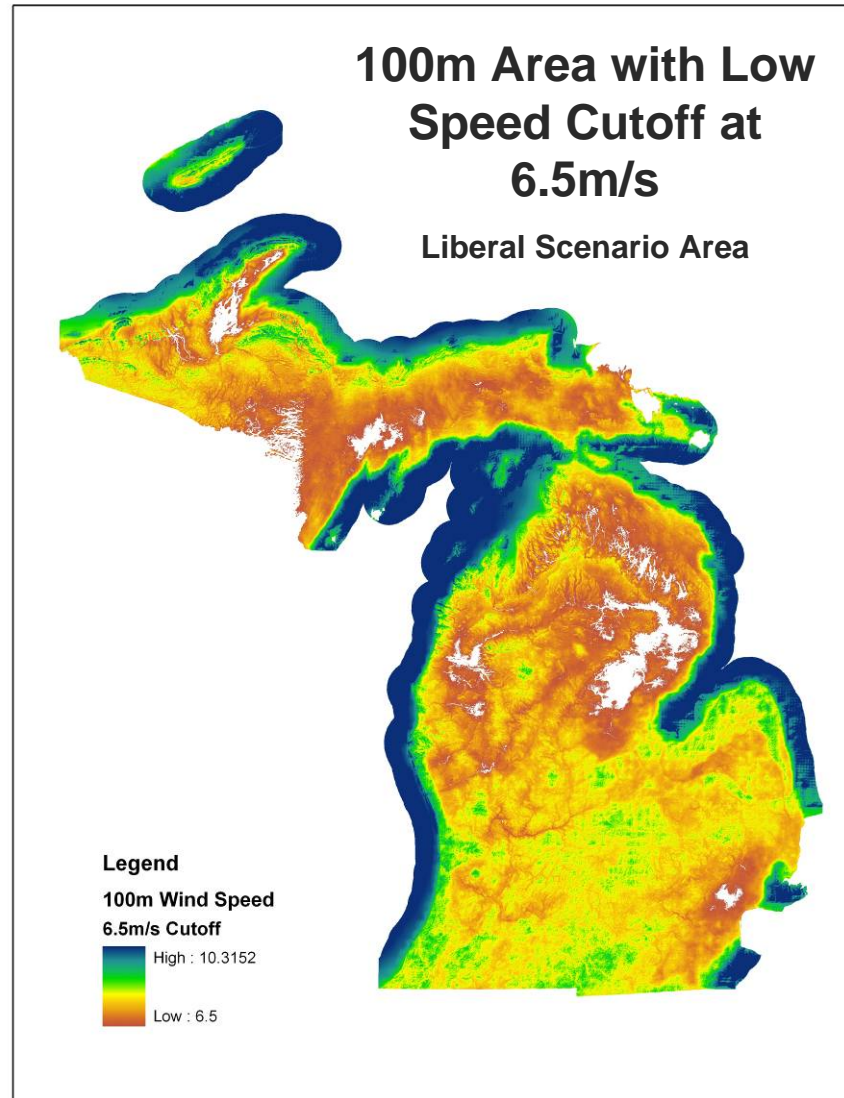 100m Area with Low
Speed Cutoff at
6.5m/s
Liberal Scenario Area
Legend
100m Wind Speed
6.5m/s Cutoff
High : 10.3152
Low : 6.5